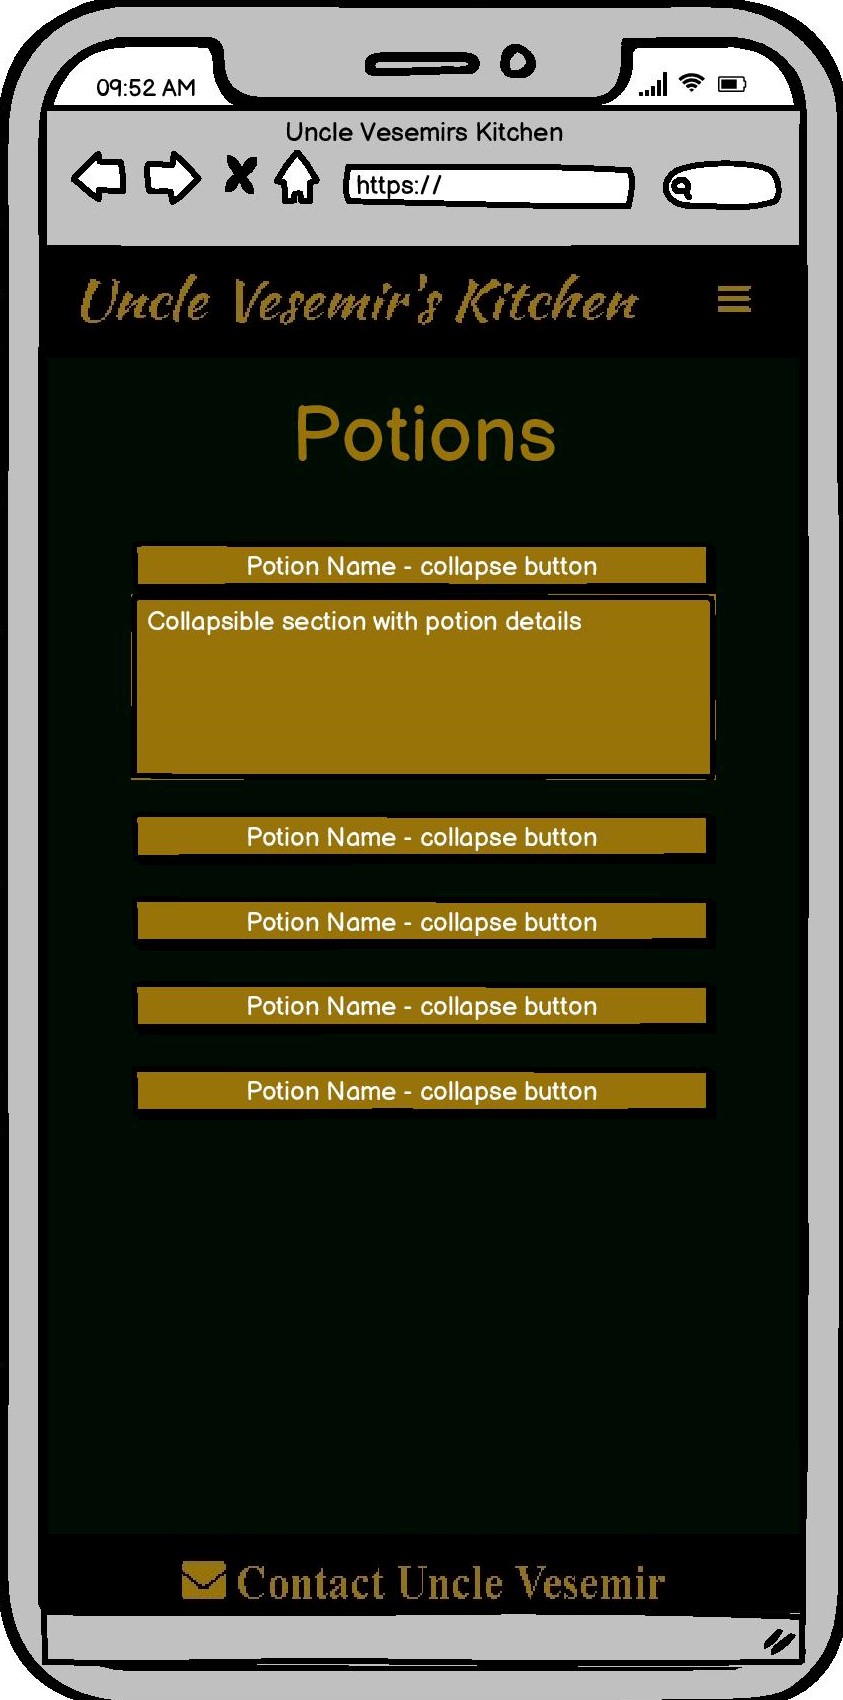 09:52 AM
Uncle Vesemirs Kitchen
https://
Uncle Vesemir's Kitchen
Potions
Potion Name - collapse button
Collapsible section with potion details
Potion Name - collapse button
Potion Name - collapse button
Potion Name - collapse button
Potion Name - collapse button
Contact Uncle Vesemir